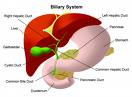 Biliary System
Right Hepatic Duct
Left Hepatic Duct
Liver
Pancreas
Gallbladder
Cystic Duct
Common Hepatic Duct
Common Bile Duct
Pancreatic Duct
Duodenum